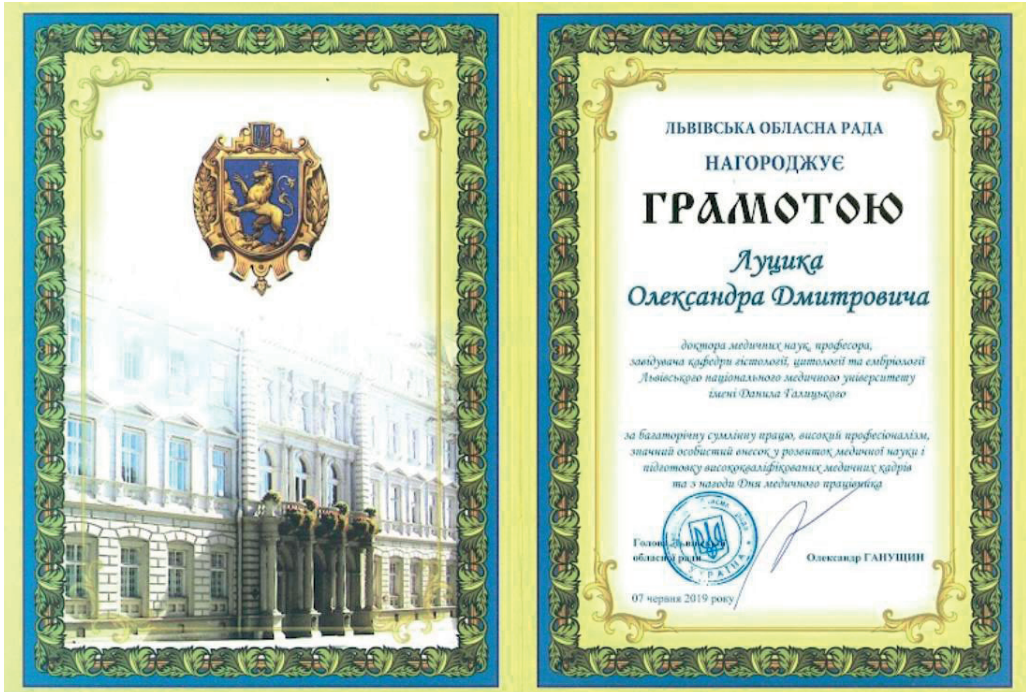 ЛЬВІВСЬКА ОБЛАСНА РАДА
НАГОРОДЖУЄ
ГРАМОТОЮ
Луцика
Олександра Дмитровича
доктора медичних наук, професора,
завідувача кафедри гістології, цитології та ембріології
Львівського національного медичного університету
імені Данила Галицького
за багаторічну сумлінну працю, високий професіоналізм,
значний особистий внесок у розвиток медичної науки і
підготовку висококваліфікованих медичних кадрів
та з нагоди Дня медичного працівника
Голова
обласної ради
Олександр ГАНУЩИН
УКРАЇНА
07 червня 2019 року